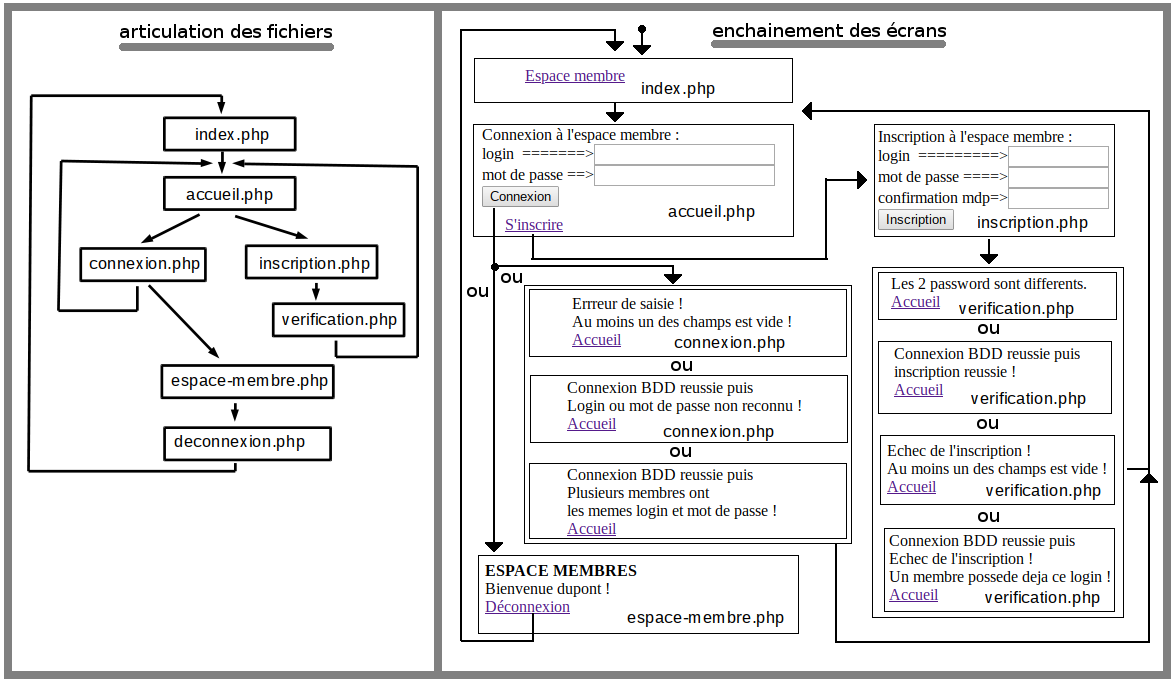 articulation des fichiers
index.php
accueil.php
connexion.php
inscription.php
verification.php
espace-membre.php
deconnexion.php
enchainement des écrans
Espace membre
index.php
Connexion à l'espace membre :
login =======>
mot de passe ==>
Connexion
accueil.php
S'inscrire
Inscription à l'espace membre :
login =========>
mot de passe ====>
confirmation mdp=>
Inscription
inscription.php
ou
ou
Errreur de saisie !
Au moins un des champs est vide !
Accueil
connexion.php
ou
Connexion BDD reussie puis
Login ou mot de passe non reconnu !
Accueil
connexion.php
ou
Connexion BDD reussie puis
Plusieurs membres ont
les memes login et mot de passe !
Accueil
ESPACE MEMBRES
Bienvenue dupont !
Déconnexion
espace-membre.php
Les 2 password sont differents.
Accueil
verification.php
ou
Connexion BDD reussie puis
inscription reussie !
Accueil
verification.php
ou
Echec de l'inscription !
Au moins un des champs est vide !
Accueil
verification.php
ou
Connexion BDD reussie puis
Echec de l'inscription !
Un membre possede deja ce login !
Accueil
verification.php